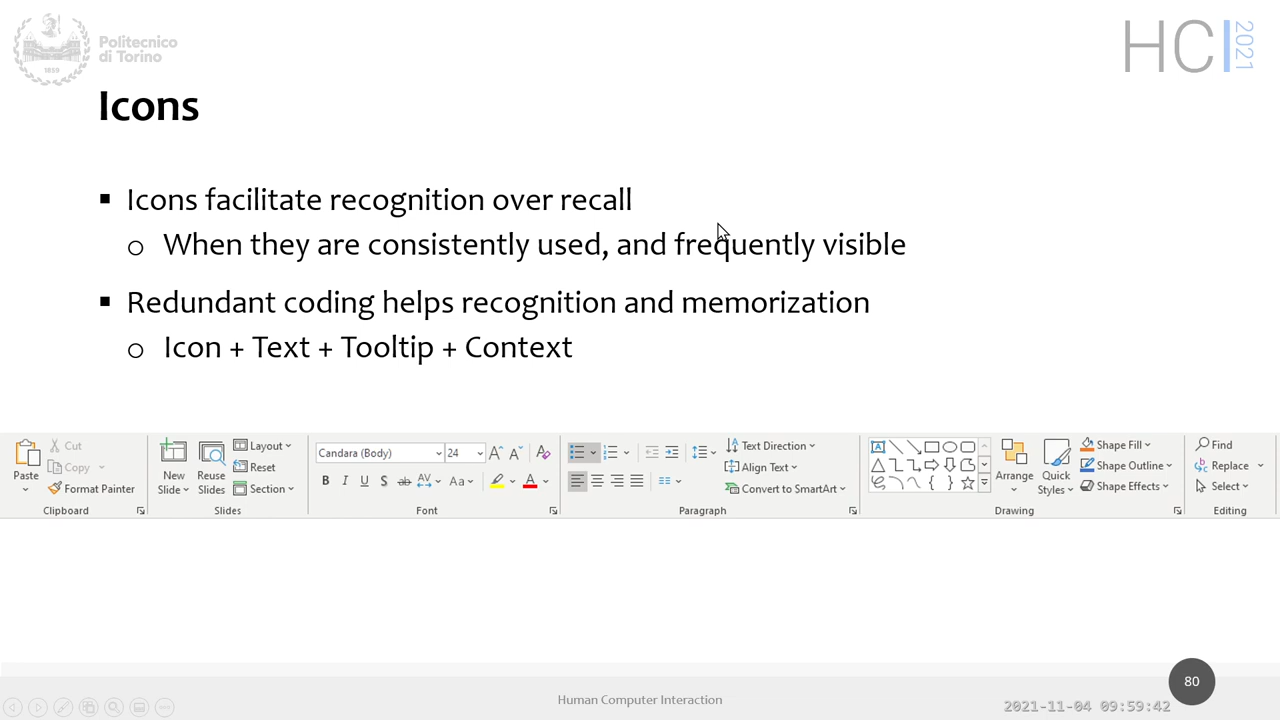 Politecnico
di Torino
1859
HCI 2021
Icons
Icons facilitate recognition over recall
When they are consistently used, and frequently visible
Redundant coding helps recognition and memorization
Icon + Text + Tooltip + Context
Paste
Cut
Copy
Format Painter
Clipboard
New
Slide
Reuse
Slides
Layout
Reset
Section
Slides
Candara (Body)
24
A A A
B I U S ab AV Aa A
Font
Text Direction
Align Text
Convert to SmartArt
Paragraph
A
Arrange
Quick
Styles
Shape Fill
Shape Outline
Shape Effects
Drawing
Find
Replace
Select
Editing
80
Human Computer Interaction
2021-11-04 09:59:42